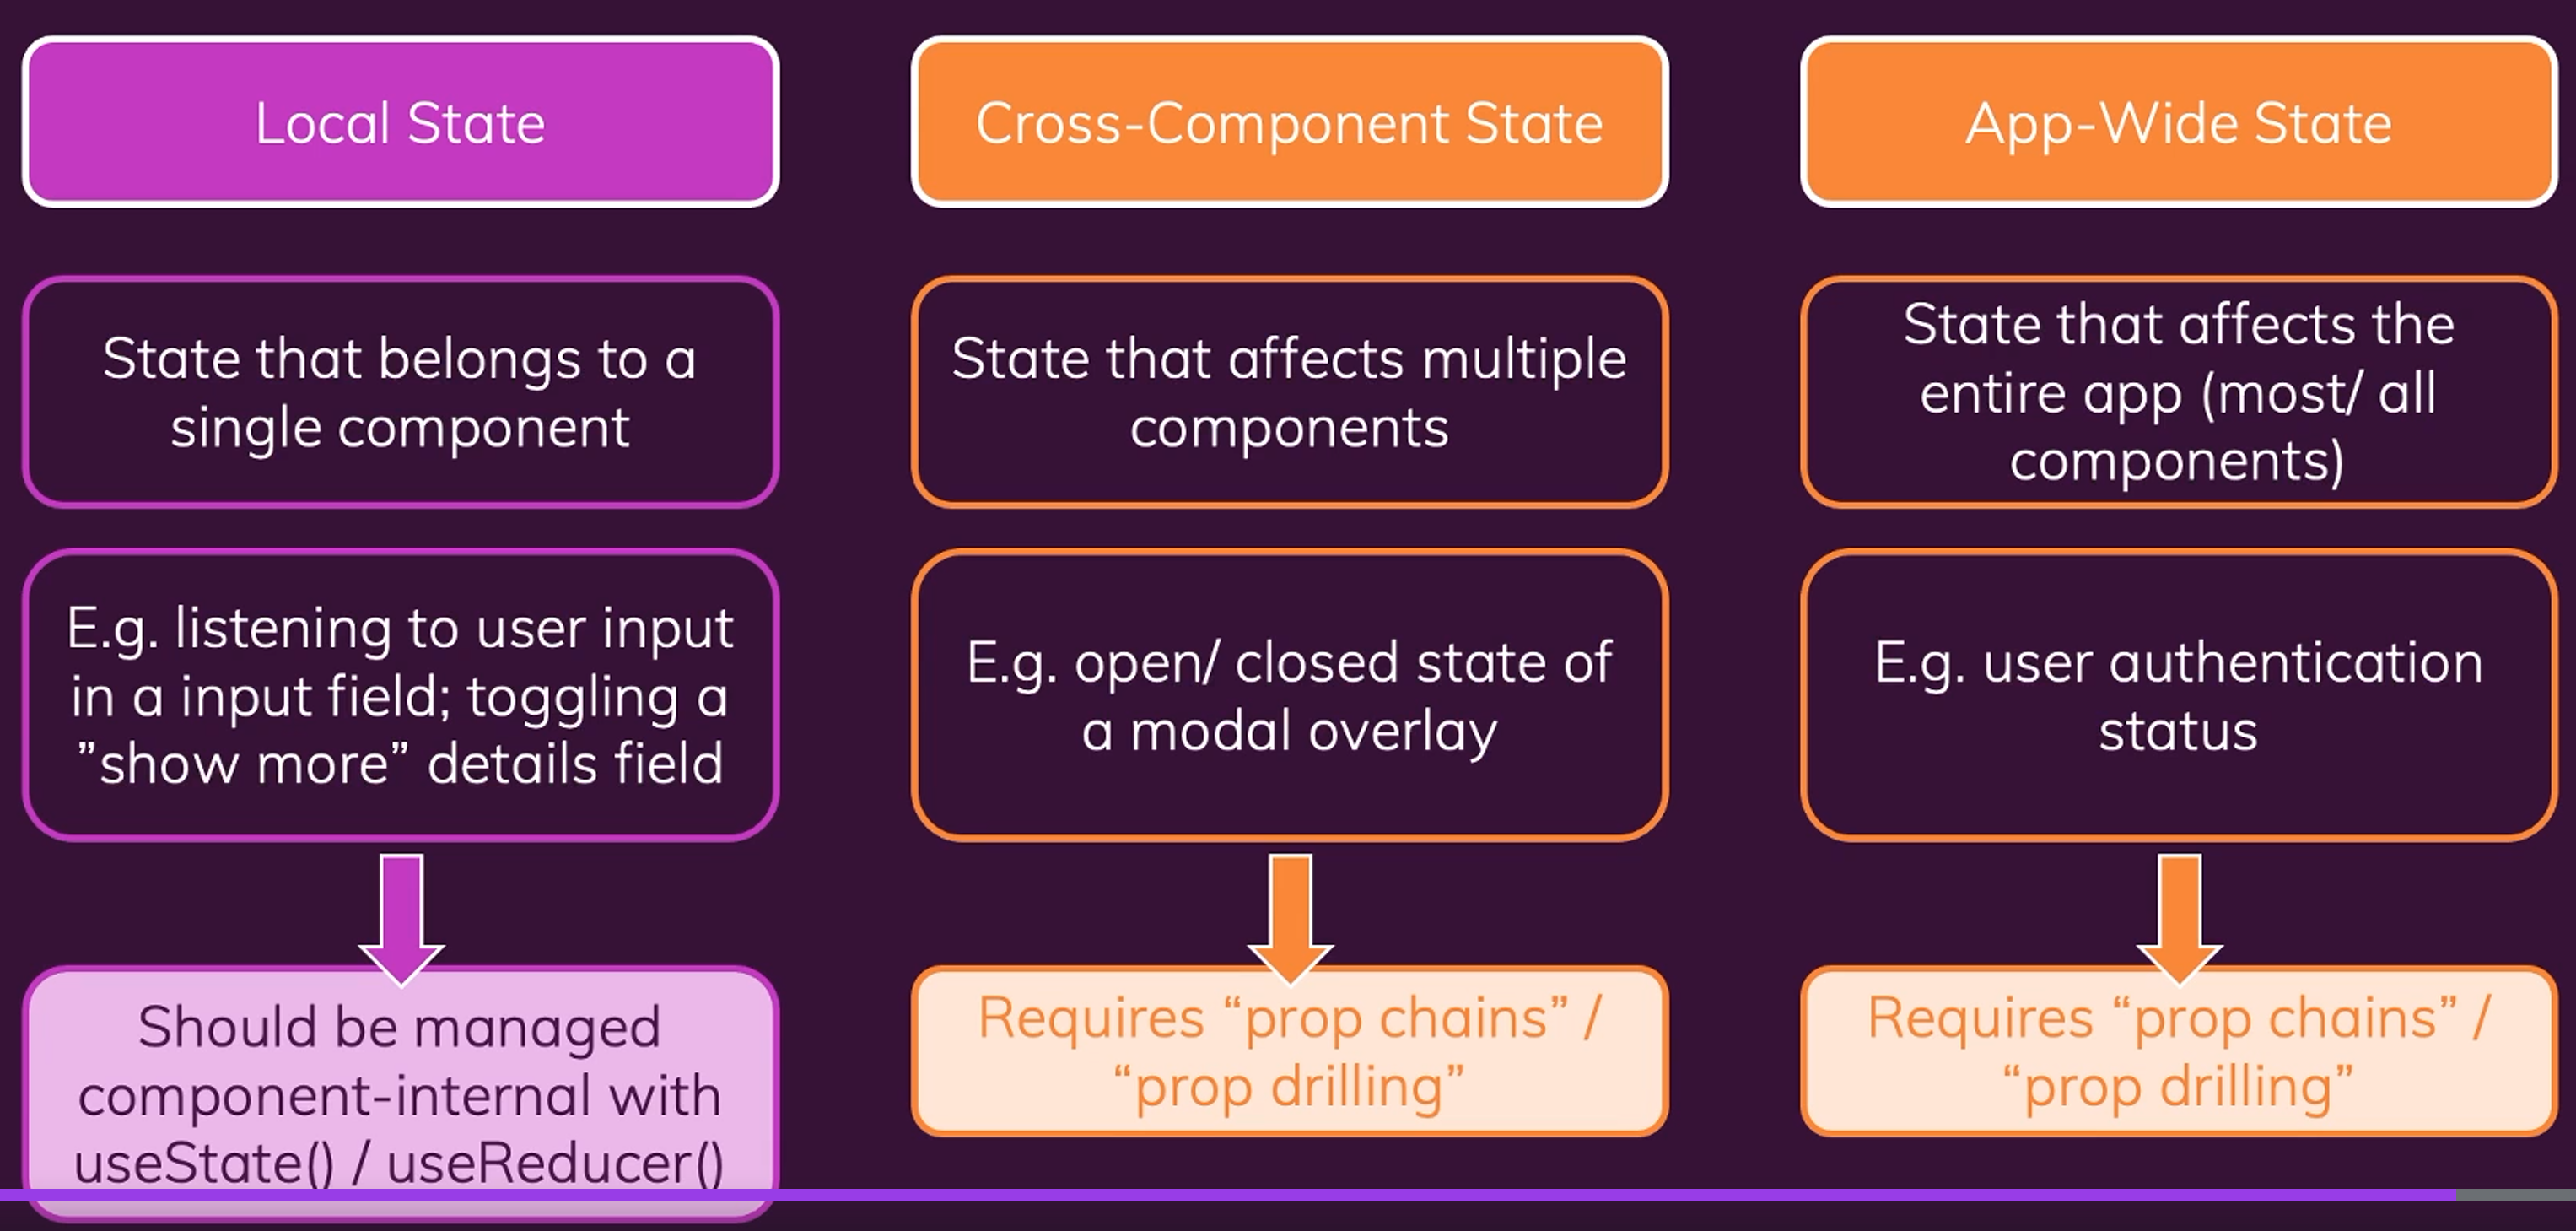 Local State
Cross-Component State
App-Wide State
State that belongs to a
single component
State that affects multiple
components
State that affects the
entire app (most/ all
components)
E.g. listening to user input
in a input field; toggling a
”show more” details field
E.g. open/ closed state of
a modal overlay
E.g. user authentication
status
Should be managed
component-internal with
useState() / useReducer()
Requires “prop chains” /
“prop drilling”
Requires “prop chains” /
“prop drilling”